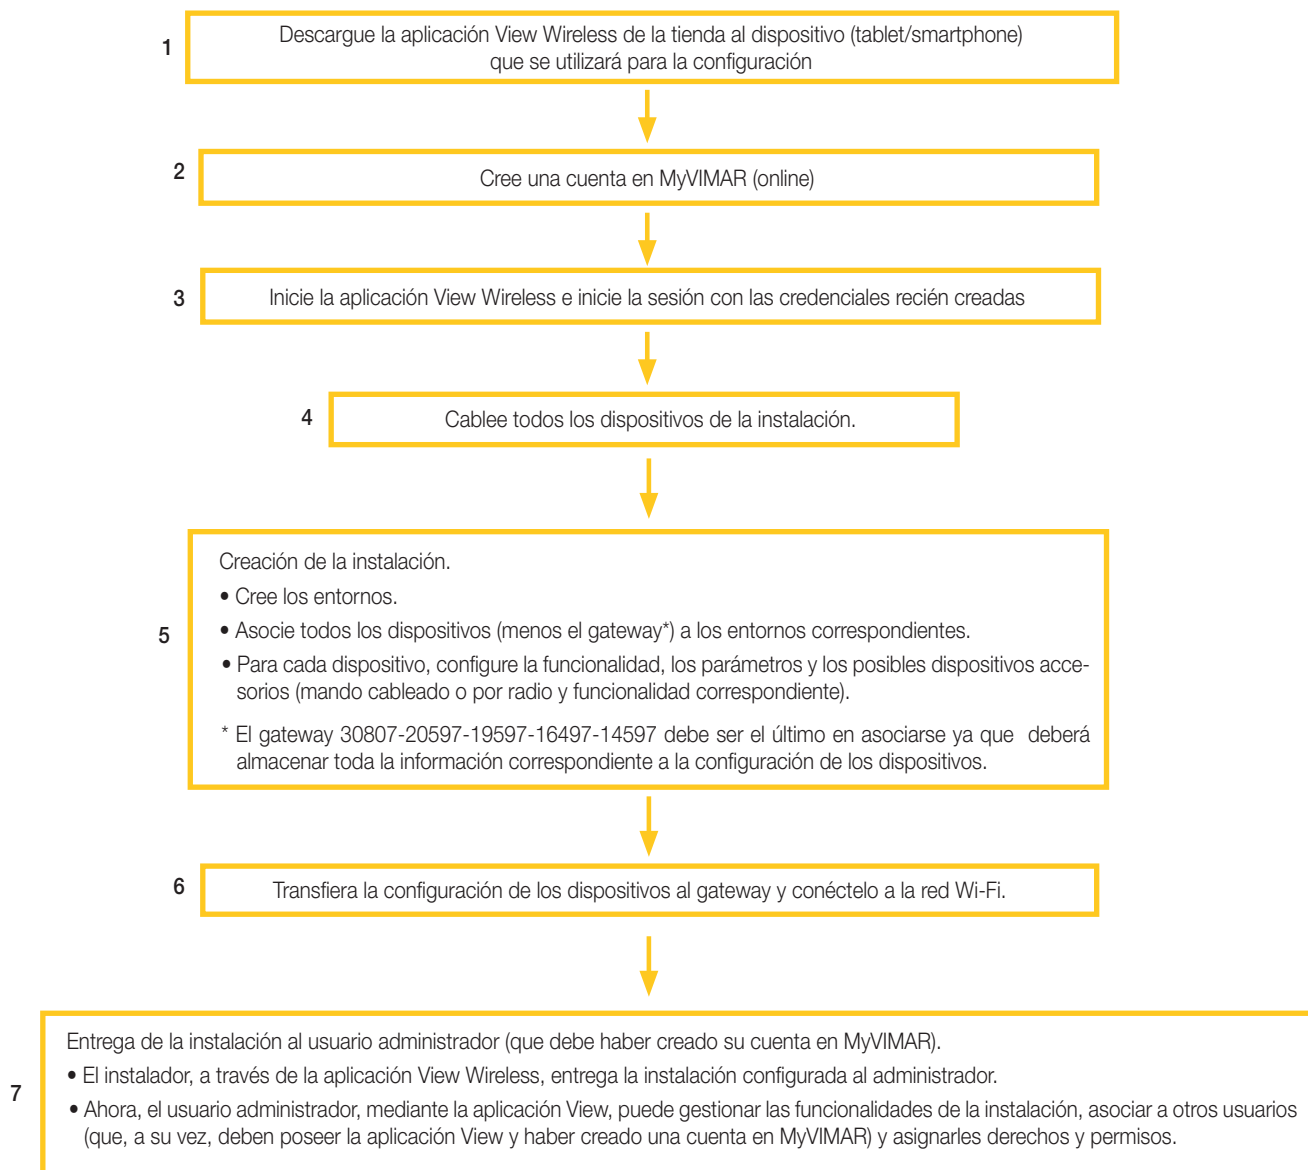 1
Descargue la aplicación View Wireless de la tienda al dispositivo (tablet/smartphone)
que se utilizará para la configuración
2
Cree una cuenta en MyVIMAR (online)
3
Inicie la aplicación View Wireless e inicie la sesión con las credenciales recién creadas
4
Cablee todos los dispositivos de la instalación.
5
Creación de la instalación.
• Cree los entornos.
• Asocie todos los dispositivos (menos el gateway*) a los entornos correspondientes.
• Para cada dispositivo, configure la funcionalidad, los parámetros y los posibles dispositivos acce-
sorios (mando cableado o por radio y funcionalidad correspondiente).
* El gateway 30807-20597-19597-16497-14597 debe ser el último en asociarse ya que deberá
almacenar toda la información correspondiente a la configuración de los dispositivos.
6
Transfiera la configuración de los dispositivos al gateway y conéctelo a la red Wi-Fi.
7
Entrega de la instalación al usuario administrador (que debe haber creado su cuenta en MyVIMAR).
• El instalador, a través de la aplicación View Wireless, entrega la instalación configurada al administrador.
• Ahora, el usuario administrador, mediante la aplicación View, puede gestionar las funcionalidades de la instalación, asociar a otros usuarios
(que, a su vez, deben poseer la aplicación View y haber creado una cuenta en MyVIMAR) y asignarles derechos y permisos.